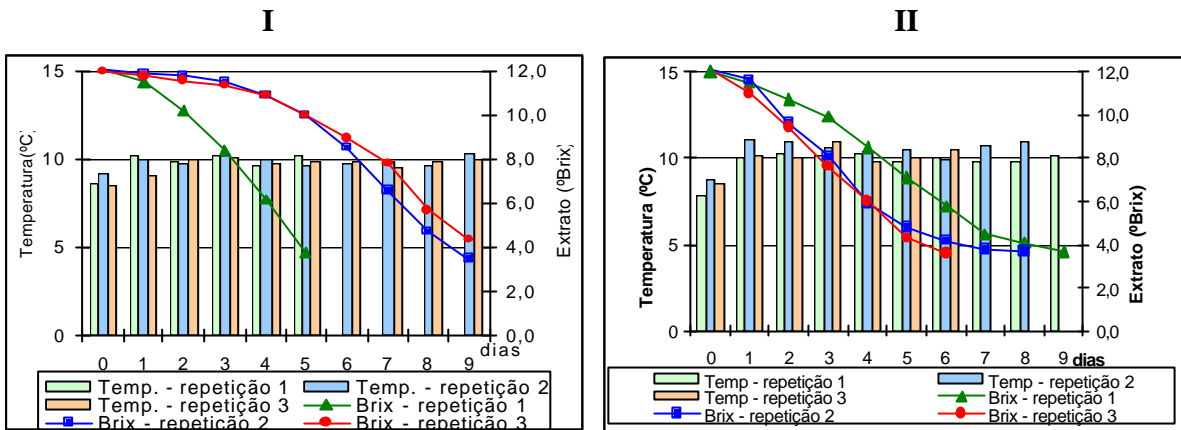 I
II
15
10
5
0
Temperatura(ºC)
12,0
10,0
8,0
6,0
4,0
2,0
0,0
Extrato (ºBrix)
0 1 2 3 4 5 6 7 8 9
dias
Temp. - repetição 1
Temp. - repetição 2
Temp. - repetição 3
Brix - repetição 1
Brix - repetição 2
Brix - repetição 3
15
10
5
0
Temperatura (ºC)
12,0
10,0
8,0
6,0
4,0
2,0
0,0
Extrato (ºBrix)
0 1 2 3 4 5 6 7 8 9 dias
Temp - repetição 1
Temp - repetição 2
Temp - repetição 3
Brix - repetição 1
Brix - repetição 2
Brix - repetição 3